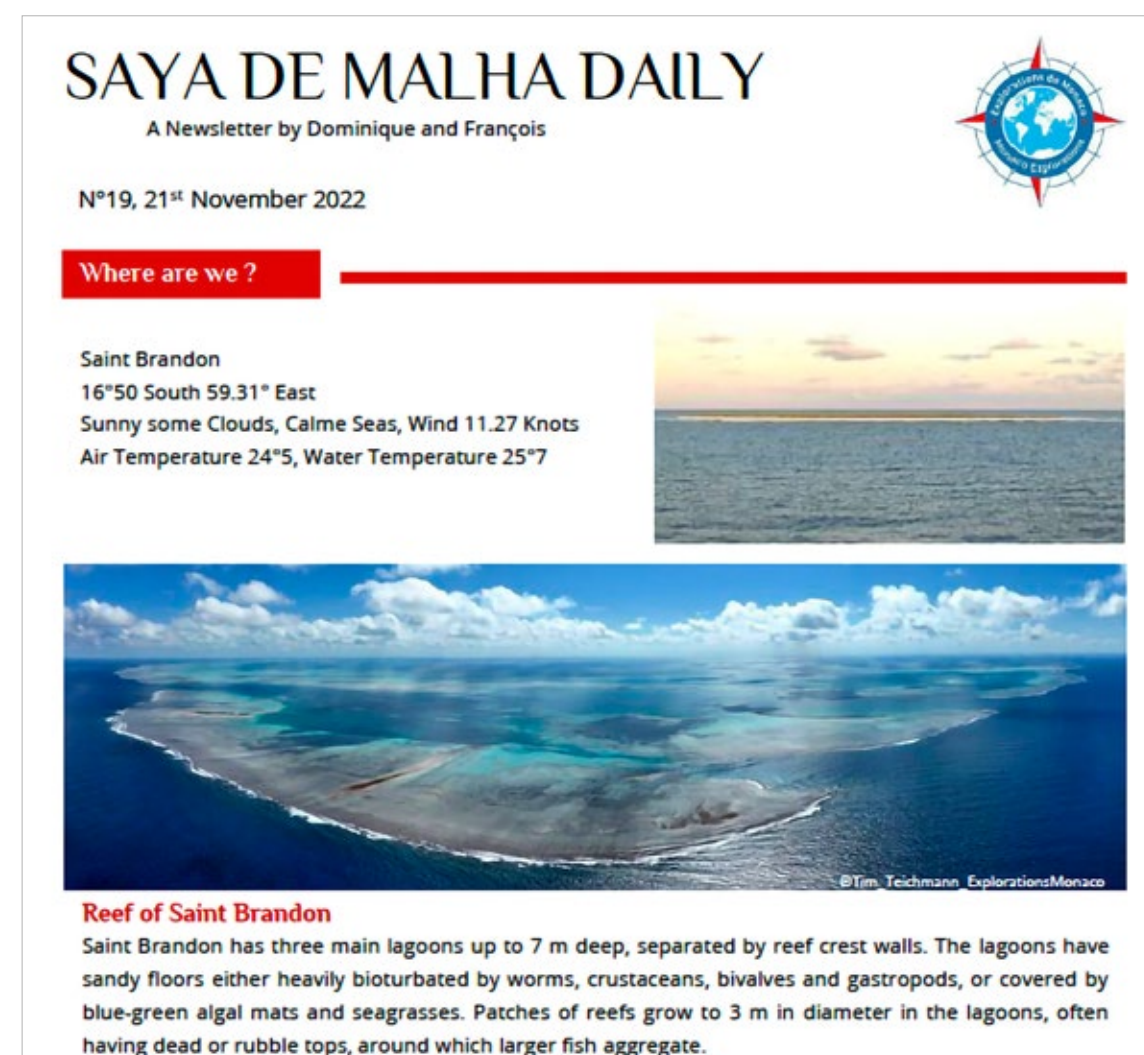 SAYA DE MALHA DAILY
A Newsletter by Dominique and François
Explorations de Monaco
Monaco Explorations
N°19, 21st November 2022
Where are we ?
Saint Brandon
16°50 South 59.31° East
Sunny some Clouds, Calme Seas, Wind 11.27 Knots
Air Temperature 24°5, Water Temperature 25°7
©Tim_Teichmann_ExplorationsMonaco
Reef of Saint Brandon
Saint Brandon has three main lagoons up to 7 m deep, separated by reef crest walls. The lagoons have
sandy floors either heavily bioturbated by worms, crustaceans, bivalves and gastropods, or covered by
blue-green algal mats and seagrasses. Patches of reefs grow to 3 m in diameter in the lagoons, often
having dead or rubble tops, around which larger fish aggregate.